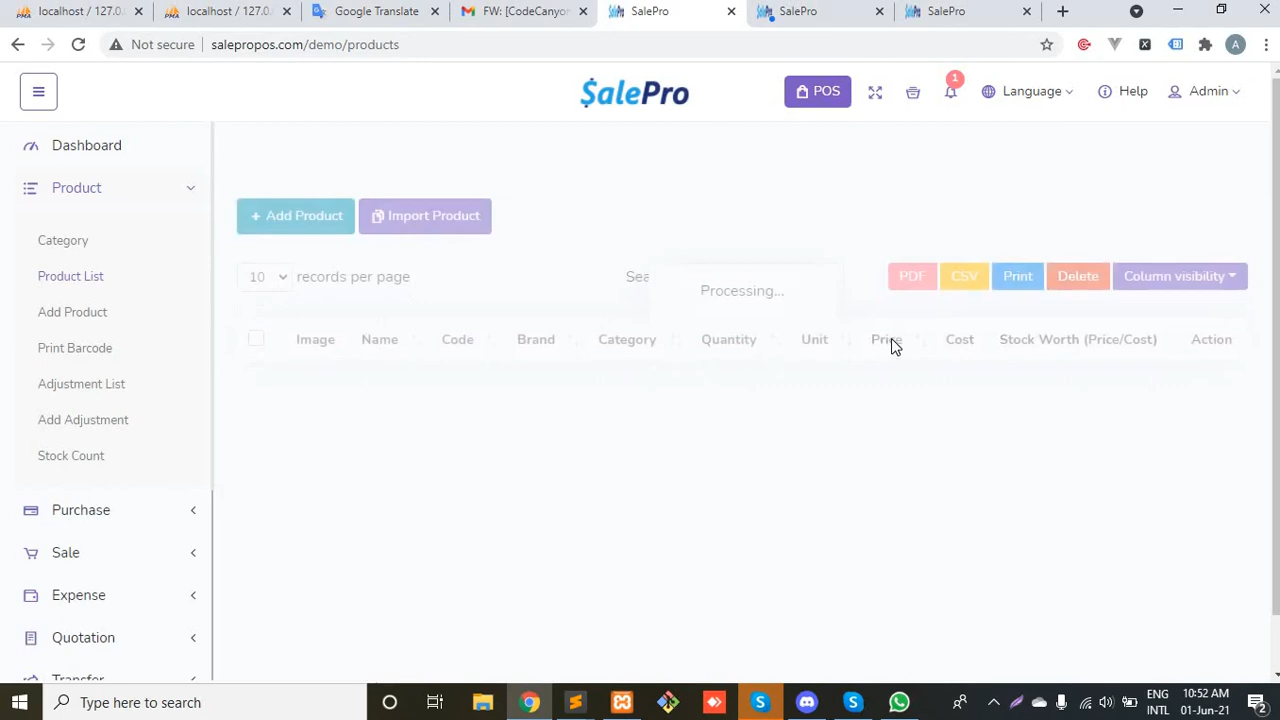 localhost / 127.0.
localhost / 127.0.
Google Translate
FW: [CodeCanyon
SalePro
SalePro
SalePro
Not secure
salepropos.com/demo/products
A
$alePro
POS
1
Language
Help
Admin
Dashboard
Product
Category
Product List
Add Product
Print Barcode
Adjustment List
Add Adjustment
Stock Count
Purchase
Sale
Expense
Quotation
Transfer
+ Add Product
Import Product
10
records per page
Sea
Processing...
PDF
CSV
Print
Delete
Column visibility
Image
Name
Code
Brand
Category
Quantity
Unit
Price
Cost
Stock Worth (Price/Cost)
Action
Type here to search
ENG
INTL
10:52 AM
01-Jun-21
2